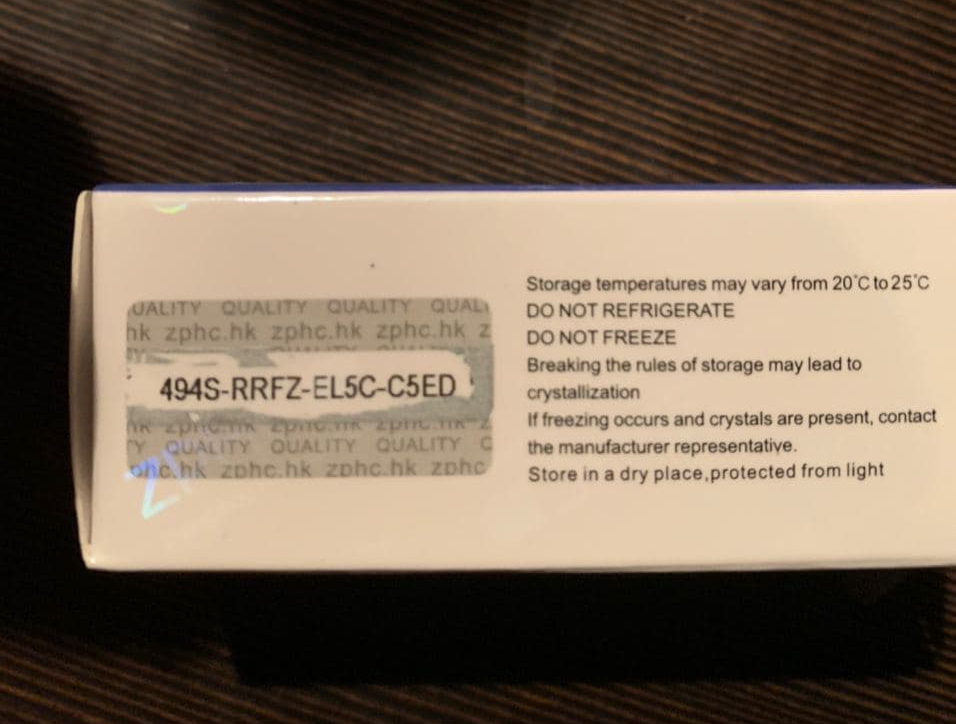 UALITY QUALITY QUALITY QUAL
hk zphc.hk zphc.hk zphc.hk z
494S-RRFZ-EL5C-C5ED
TY QUALITY QUALITY QUALITY
phc.hk zphc.hk zphc.hk zphc
Storage temperatures may vary from 20°C to 25°C
DO NOT REFRIGERATE
DO NOT FREEZE
Breaking the rules of storage may lead to
crystallization
If freezing occurs and crystals are present, contact
the manufacturer representative.
Store in a dry place,protected from light